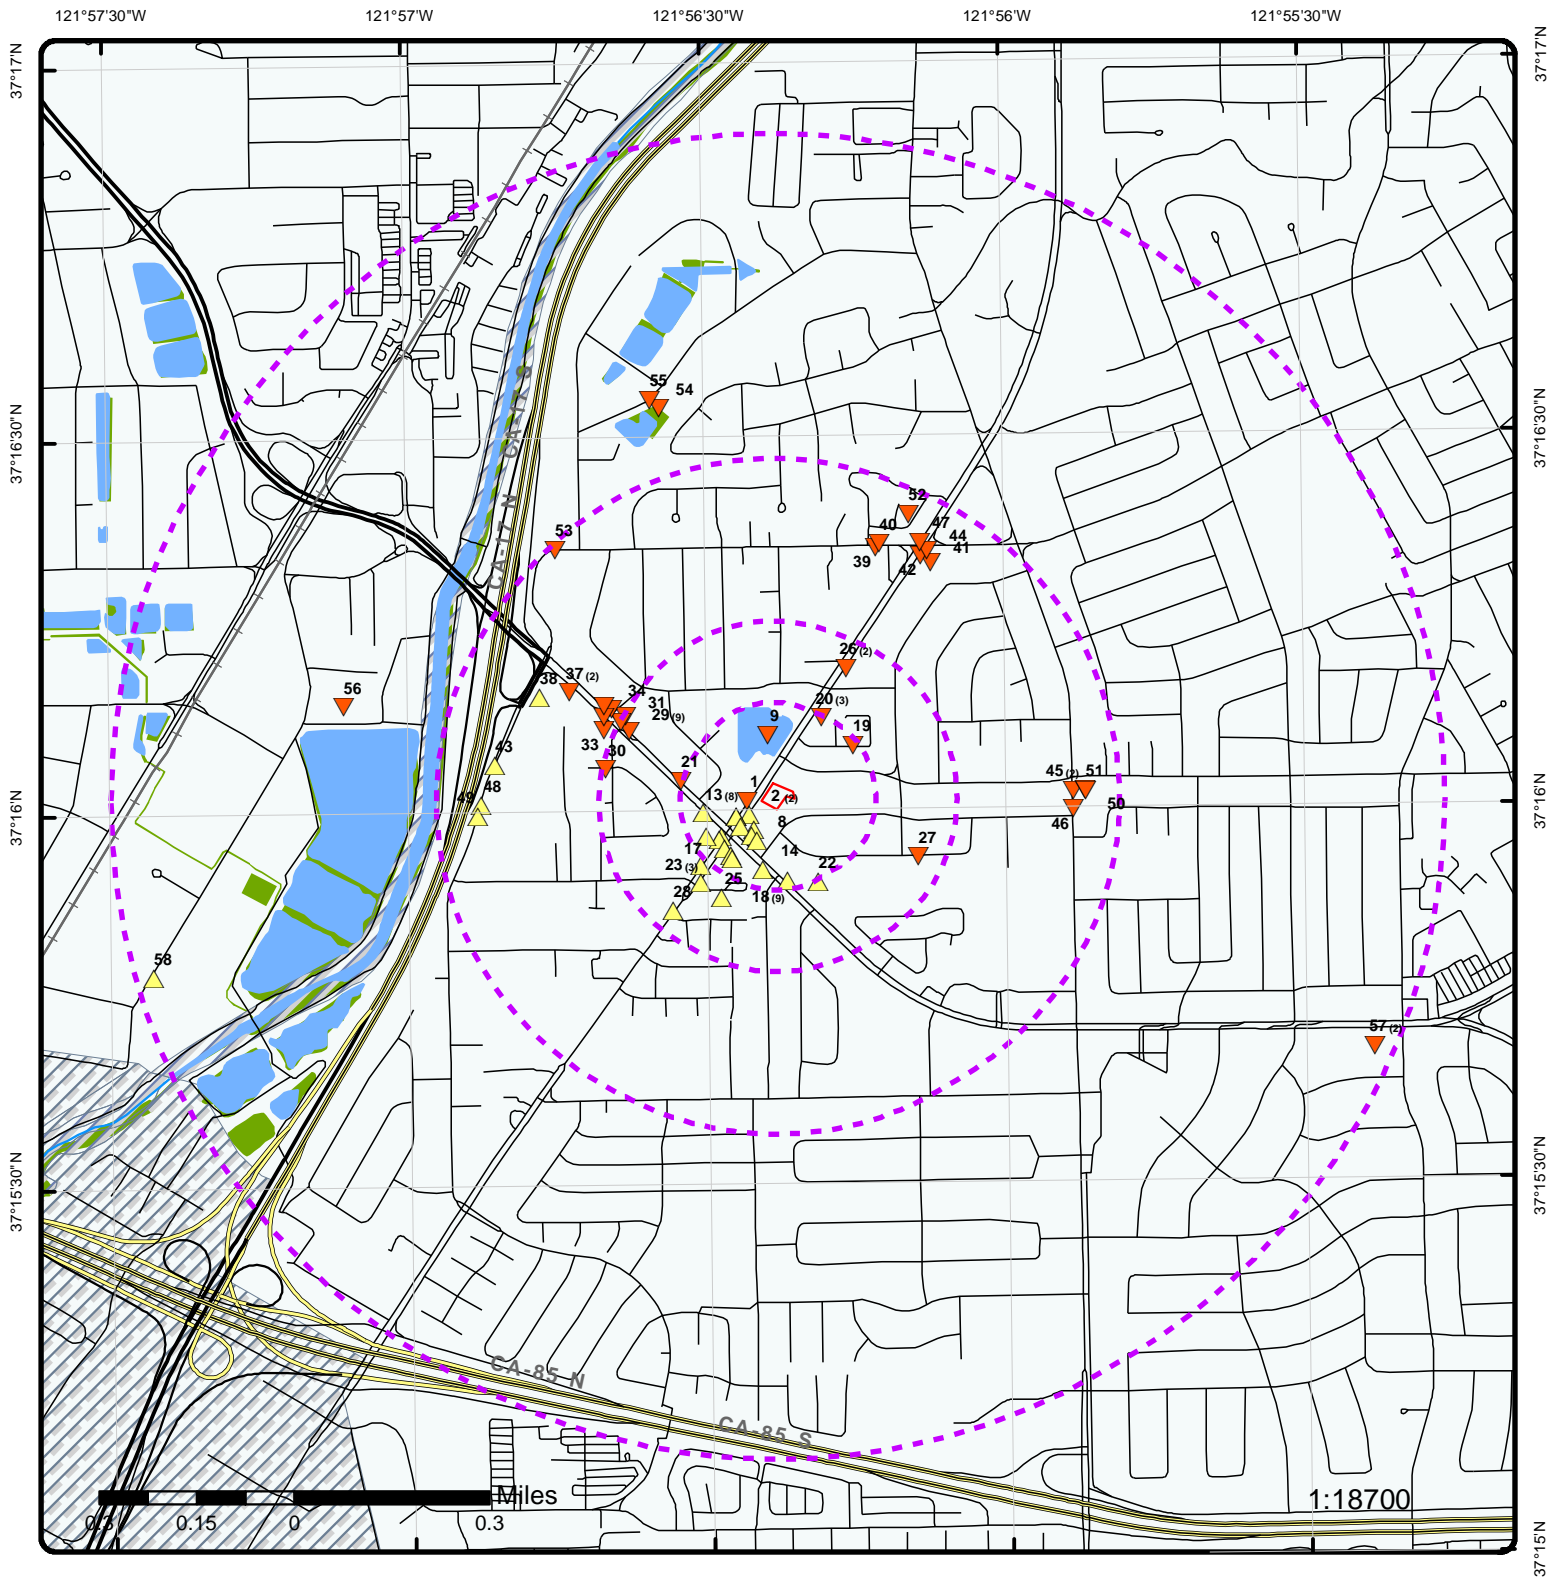 121°57'30"W 121°57'W 121°56'30"W 121°56'W 121°55'30"W
37°17'N 37°17'N
CA-17 S
55
54
37°16'30"N 37°16'30"N
CA-17 N
52
53 40 47
44
39 41
42
26 (2)
38 37 (2)
56 34
31 20 (3)
29 (9) 9 19
33 30
43
21
45 (2) 51
48 1
49 13 (8) 2 (2) 50
37°16'N 37°16'N
8 46
17 14 27
23 (3) 22
28 25
18 (9)
58
57 (2)
37°15'30"N 37°15'30"N
CA-85 N
CA-85 S
Miles 1:18700
0.3 0.15 0 0.3
37°15'N